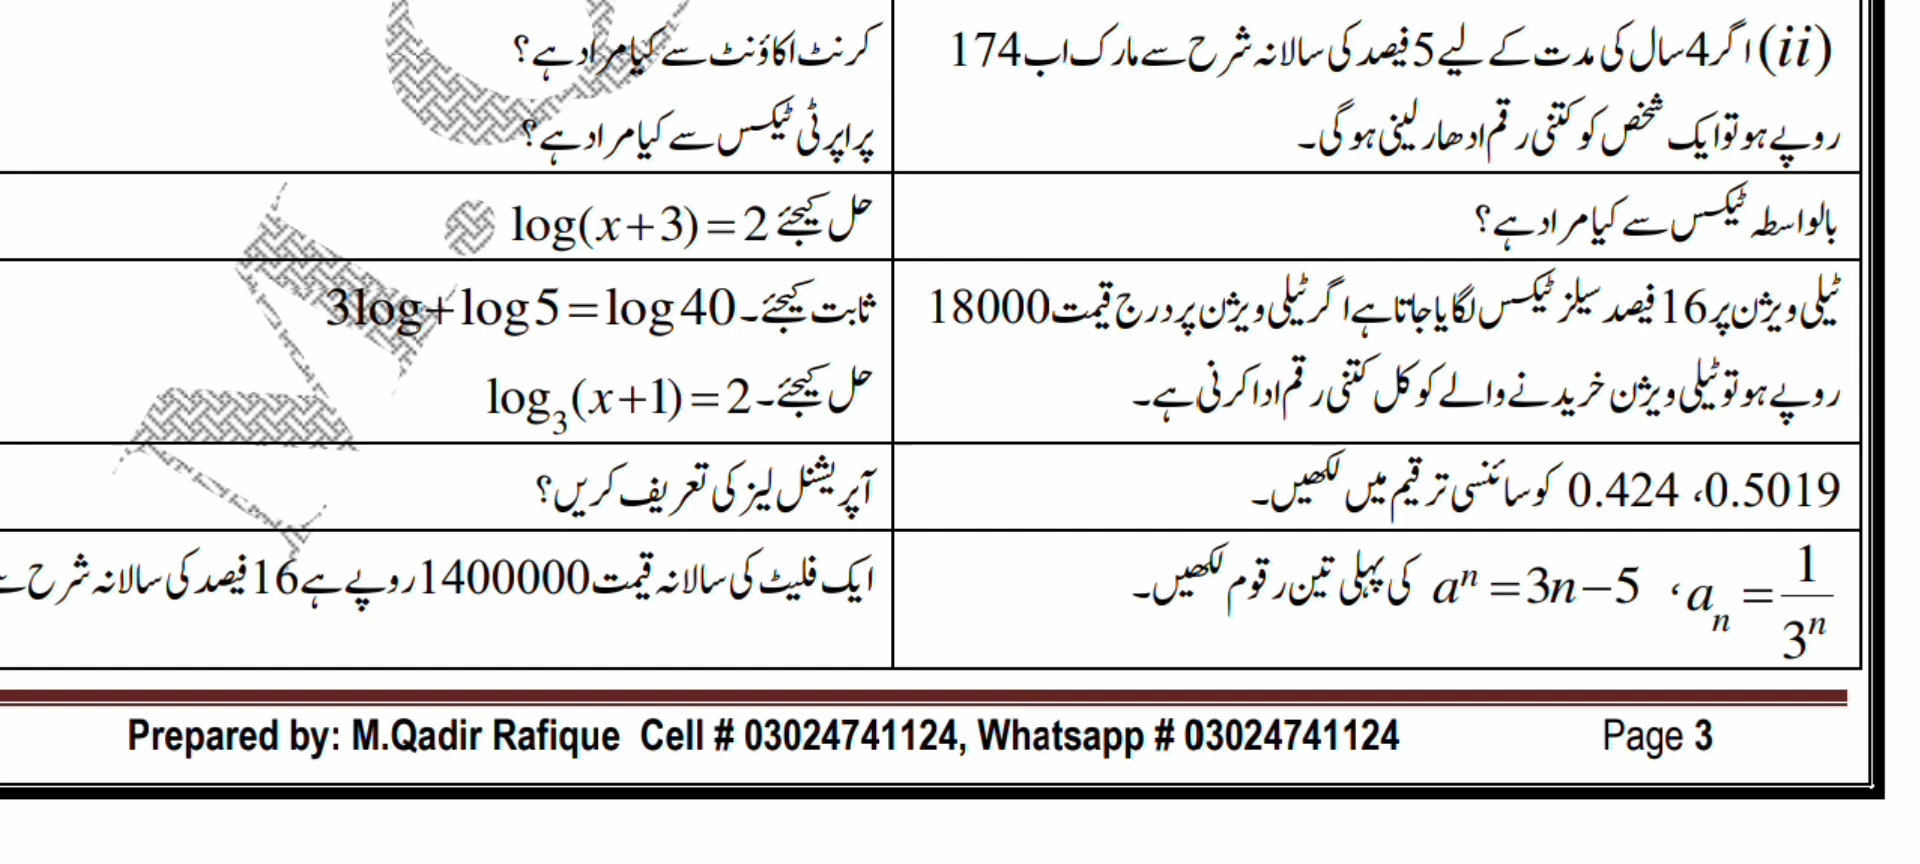 (ii) اگر 4 سال کی مدت کے لیے 5 فیصد کی سالانہ شرح سے مارک اپ 174
روپے ہو تو ایک شخص کو کتنی رقم ادھار لینی ہو گی۔
کرنٹ اکاؤنٹ سے کیا مراد ہے؟
پراپرٹی ٹیکس سے کیا مراد ہے؟
بالواسطہ ٹیکس سے کیا مراد ہے؟
حل کیجئے log(x+3)=2
ٹیلی ویژن پر 16 فیصد سیلز ٹیکس لگایا جاتا ہے اگر ٹیلی ویژن پر درج قیمت 18000
روپے ہو تو ٹیلی ویژن خریدنے والے کو کل کتنی رقم ادا کرنی ہے۔
ثابت کیجئے۔ 3log+log5=log40
حل کیجئے۔ log₃(x+1)=2
0.5019، 0.424 کو سائنسی ترقیم میں لکھیں۔
آپریشنل لیز کی تعریف کریں؟
aₙ = 1/3ⁿ ، aⁿ = 3n−5 کی پہلی تین رقوم لکھیں۔
ایک فلیٹ کی سالانہ قیمت 1400000 روپے ہے 16 فیصد کی سالانہ شرح سے
Prepared by: M.Qadir Rafique Cell # 03024741124, Whatsapp # 03024741124 Page 3